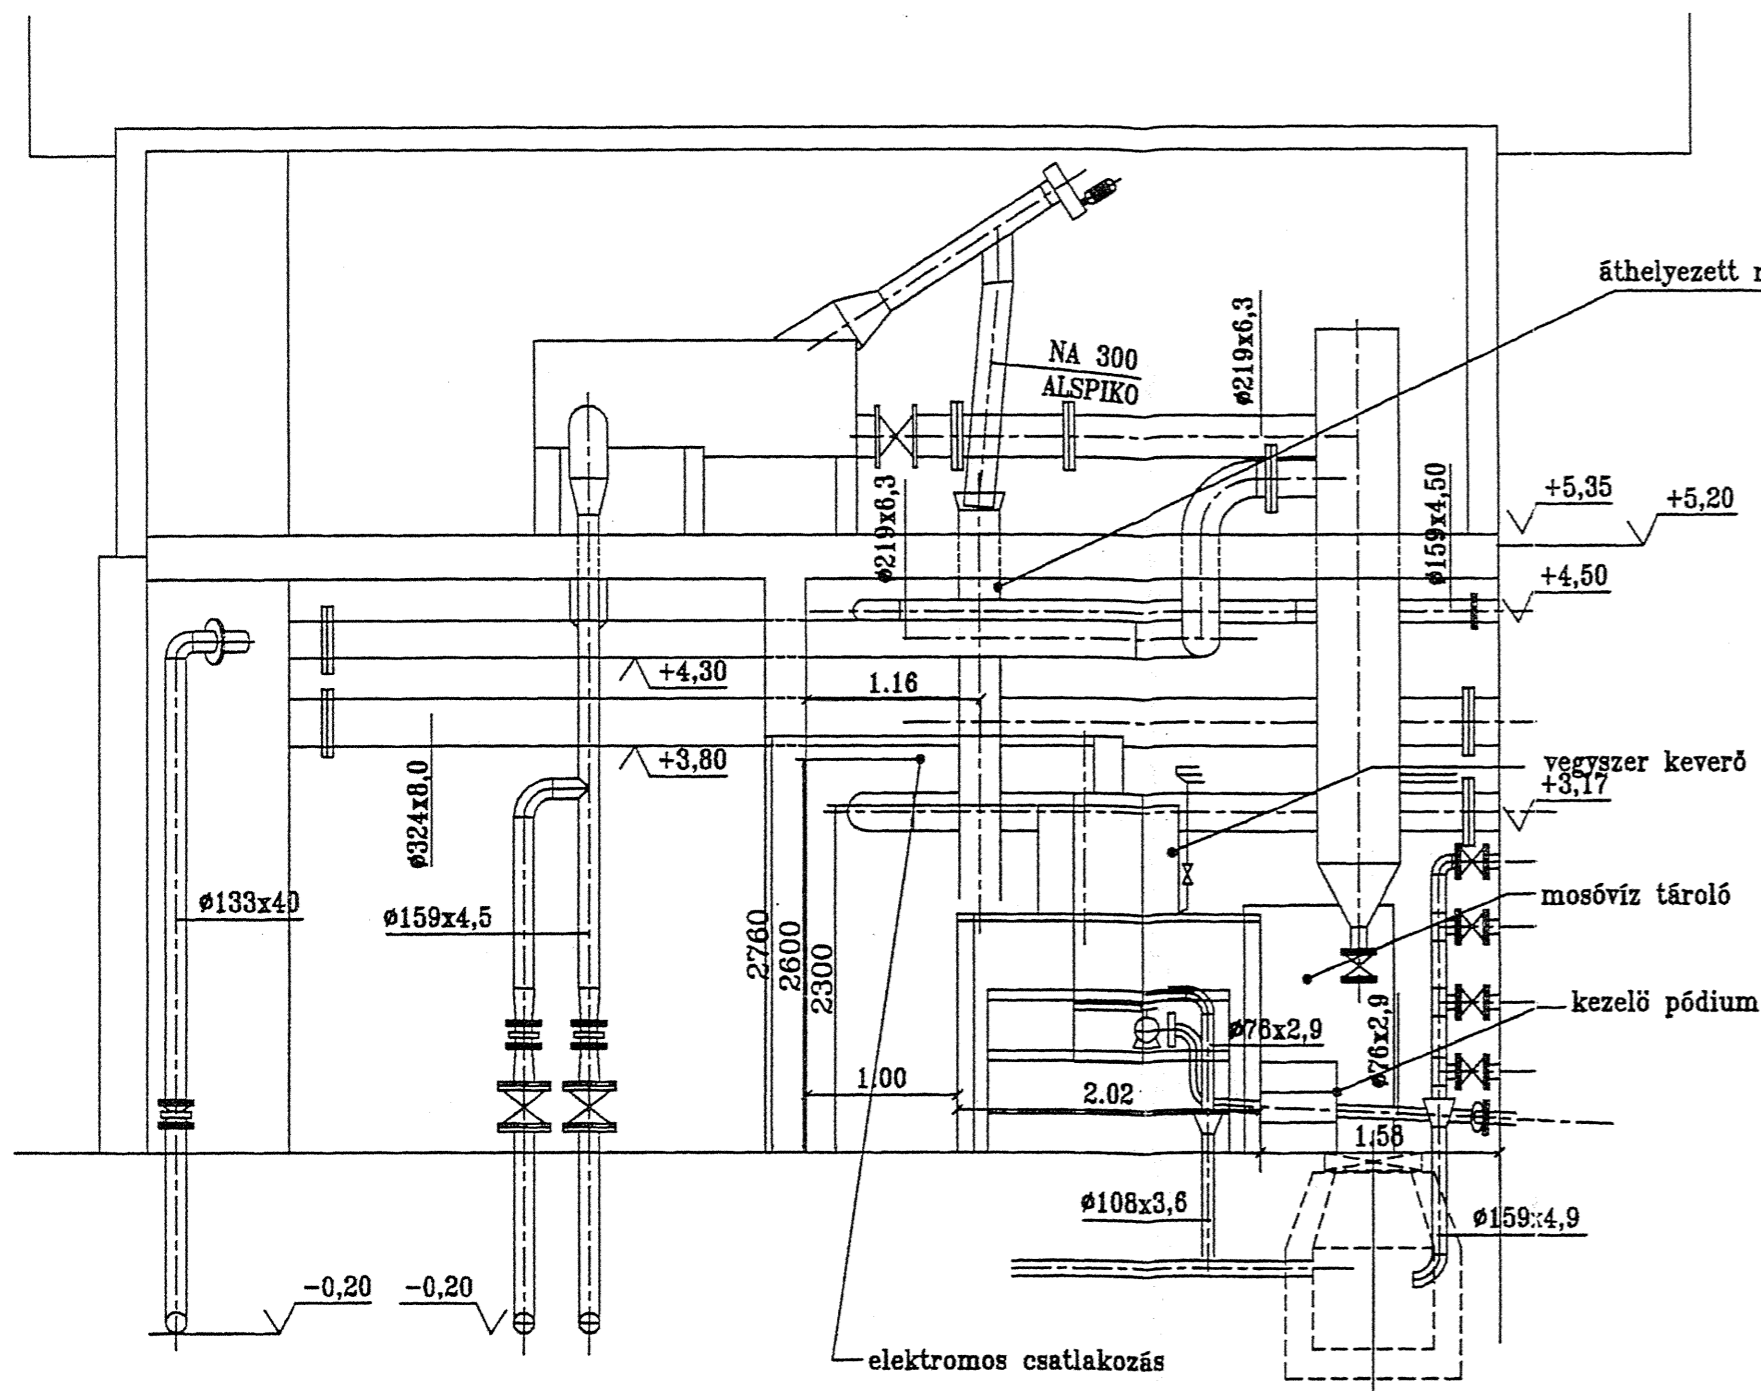 áthelyezett
ø219x6,3
NA 300
ALSPIKO
ø219x6,3
ø159x4,50
+5,35
+5,20
+4,50
+4,30
1.16
+3,80
ø324x8,0
vegyszer keverő
+3,17
ø133x40
ø159x4,5
mosóvíz tároló
2760
2600
2300
kezelö pódium
ø76x2,9
ø76x2,9
1.00
2.02
1.58
ø108x3,6
ø159x4,9
-0,20
-0,20
elektromos csatlakozás